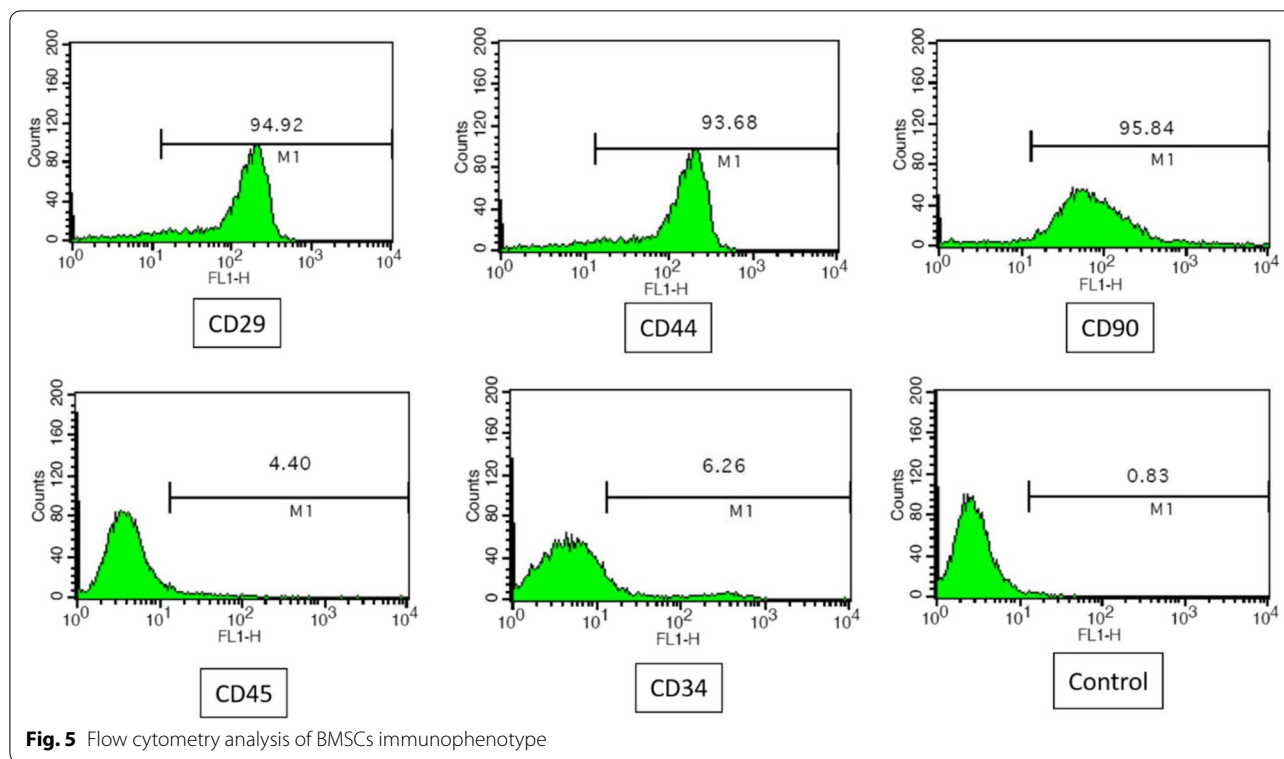 200
160
120
80
40
0
Counts
94.92
M1
10^0 10^1 10^2 10^3 10^4
FL1-H
CD29
200
160
120
80
40
0
Counts
93.68
M1
10^0 10^1 10^2 10^3 10^4
FL1-H
CD44
200
160
120
80
40
0
Counts
95.84
M1
10^0 10^1 10^2 10^3 10^4
FL1-H
CD90
200
160
120
80
40
0
Counts
4.40
M1
10^0 10^1 10^2 10^3 10^4
FL1-H
CD45
200
160
120
80
40
0
Counts
6.26
M1
10^0 10^1 10^2 10^3 10^4
FL1-H
CD34
200
160
120
80
40
0
Counts
0.83
M1
10^0 10^1 10^2 10^3 10^4
FL1-H
Control
Fig. 5 Flow cytometry analysis of BMSCs immunophenotype